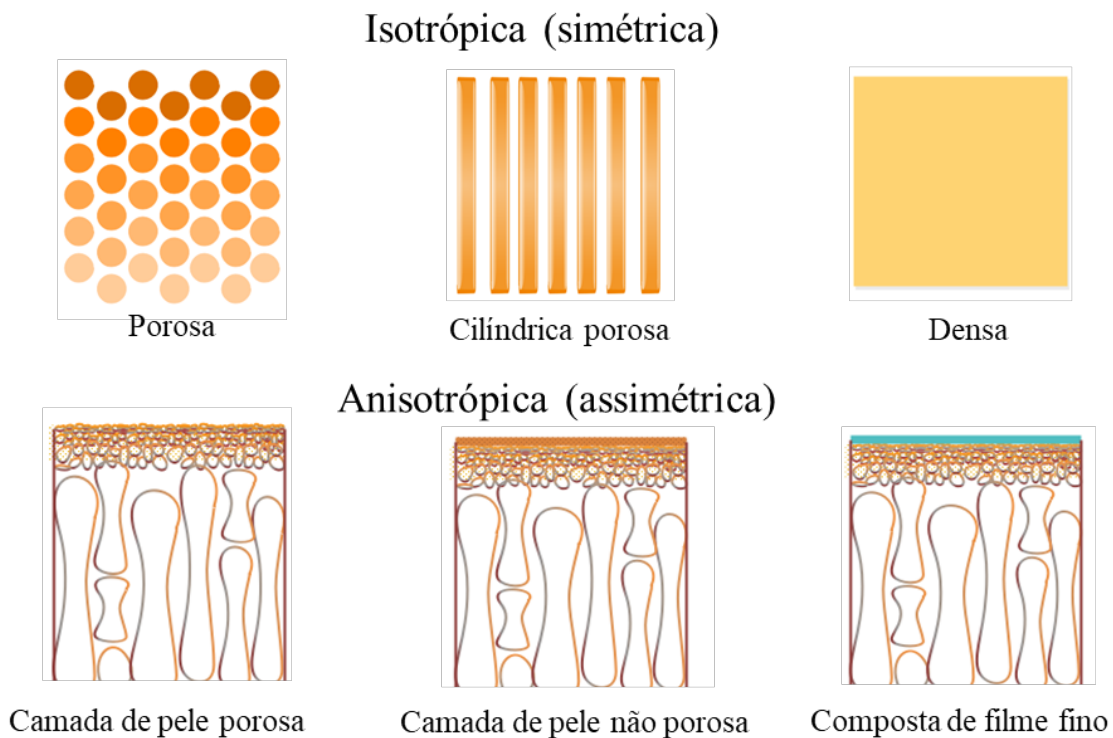 Isotrópica (simétrica)
Porosa
Cilíndrica porosa
Densa
Anisotrópica (assimétrica)
Camada de pele porosa
Camada de pele não porosa
Composta de filme fino